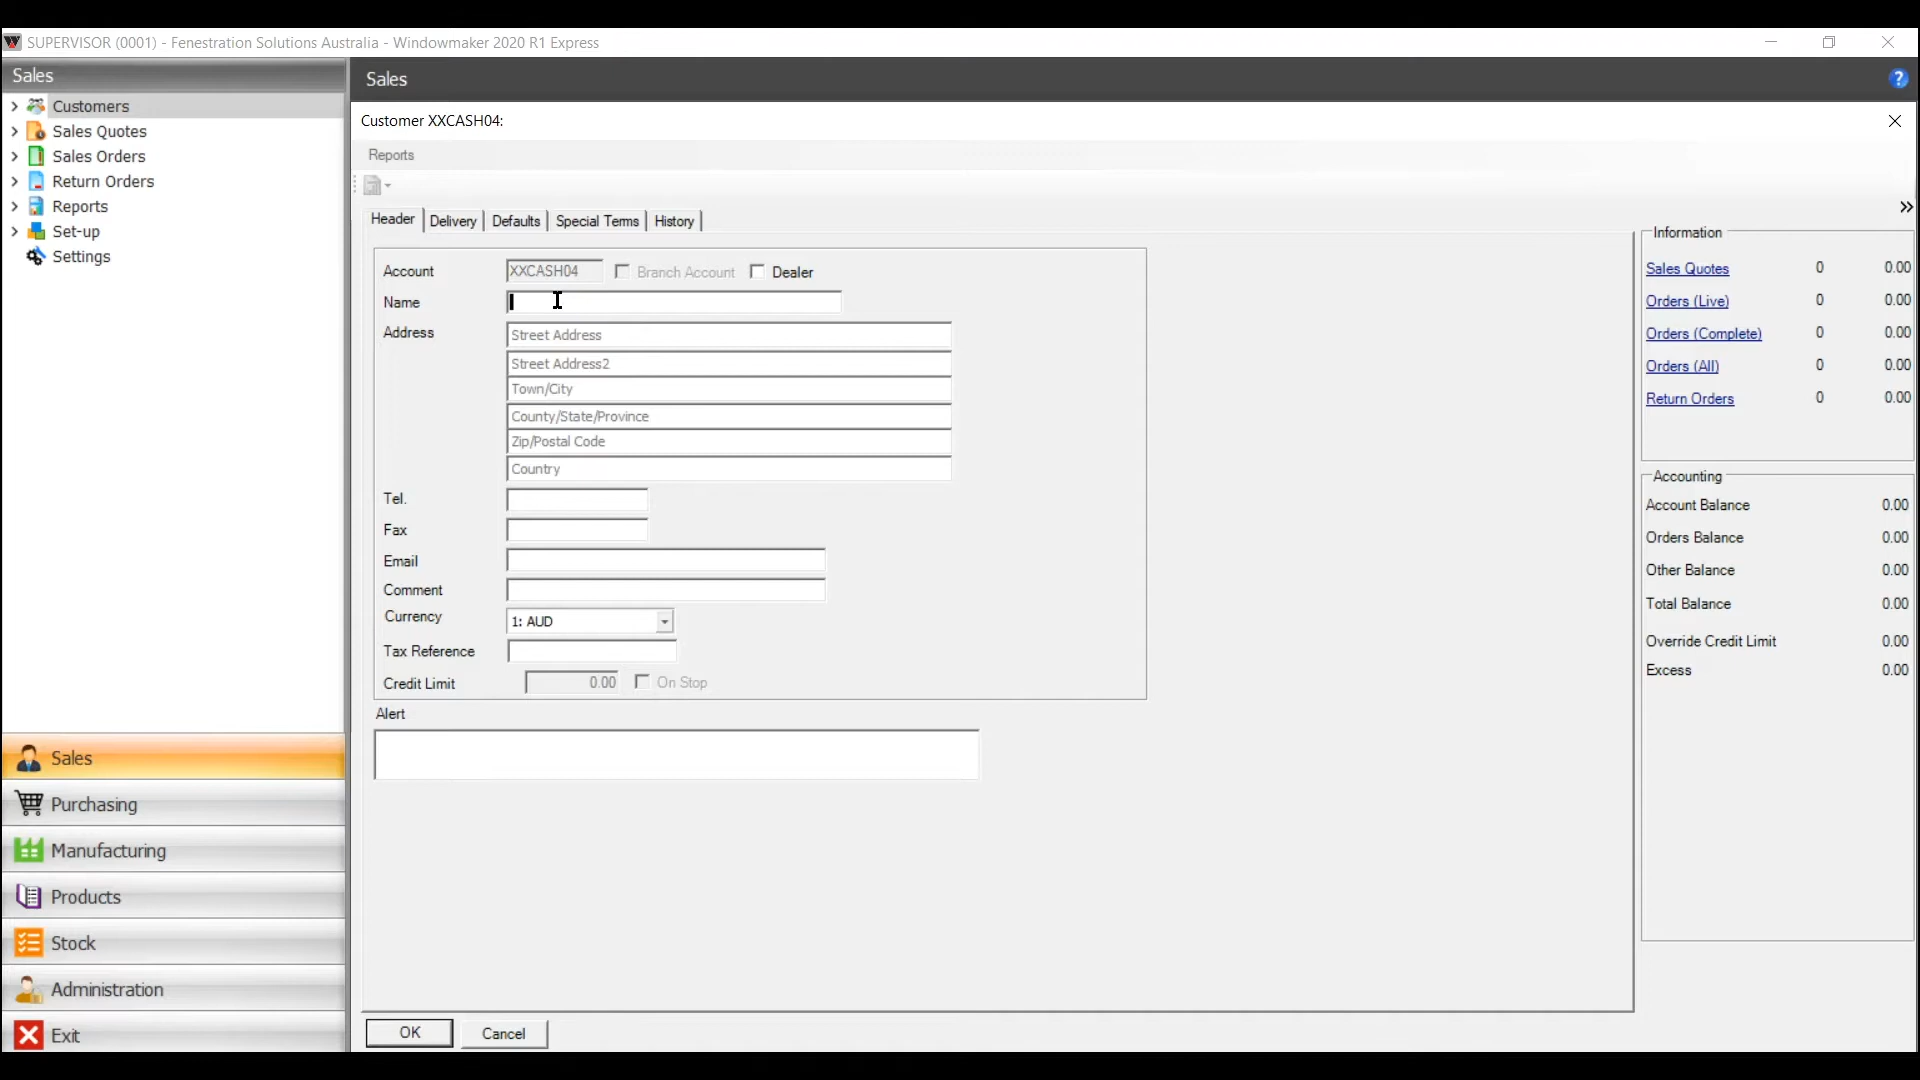 SUPERVISOR (0001) - Fenestration Solutions Australia - Windowmaker 2020 R1 Express
Sales
Customers
Sales Quotes
Sales Orders
Return Orders
Reports
Set-up
Settings
Sales
Purchasing
Manufacturing
Products
Stock
Administration
Exit
Sales
?
Customer XXCASH04:
Reports
Header Delivery Defaults Special Terms History
Account XXCASH04 Branch Account Dealer
Name
Address Street Address
Street Address2
Town/City
County/State/Province
Zip/Postal Code
Country
Tel.
Fax
Email
Comment
Currency 1: AUD
Tax Reference
Credit Limit 0.00 On Stop
Alert
OK Cancel
Information
Sales Quotes 0 0.00
Orders (Live) 0 0.00
Orders (Complete) 0 0.00
Orders (All) 0 0.00
Return Orders 0 0.00
Accounting
Account Balance 0.00
Orders Balance 0.00
Other Balance 0.00
Total Balance 0.00
Override Credit Limit 0.00
Excess 0.00